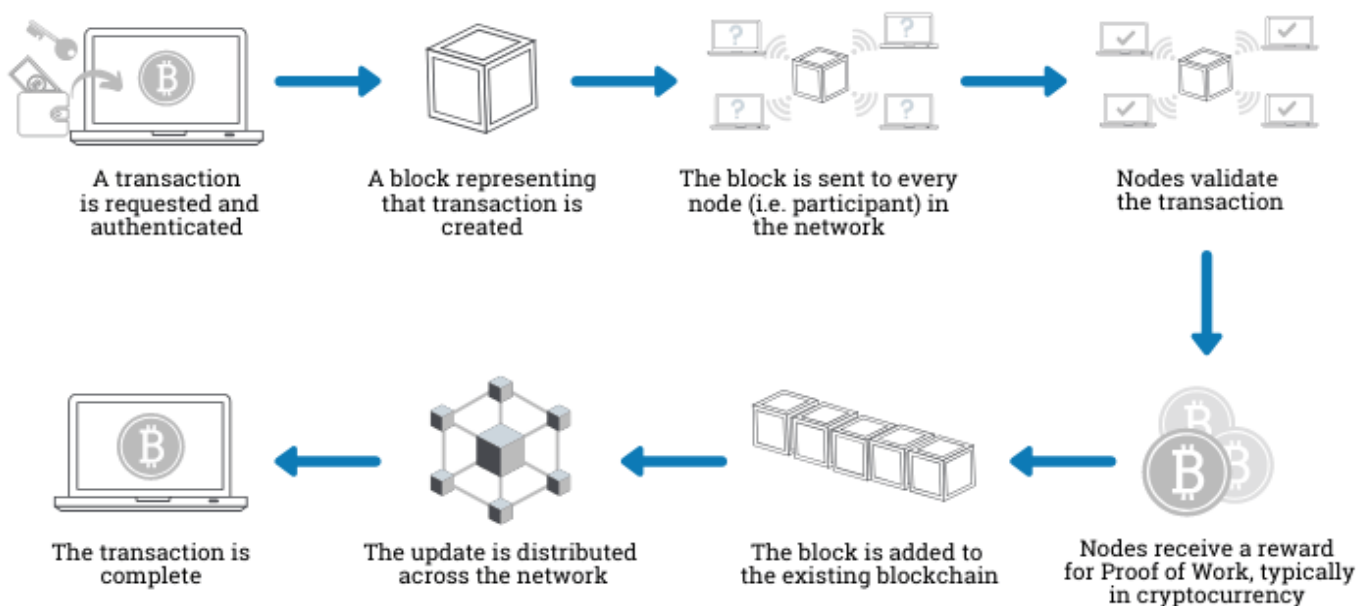 A transaction
is requested and
authenticated
A block representing
that transaction is
created
The block is sent to every
node (i.e. participant) in
the network
Nodes validate
the transaction
Nodes receive a reward
for Proof of Work, typically
in cryptocurrency
The block is added to
the existing blockchain
The update is distributed
across the network
The transaction is
complete